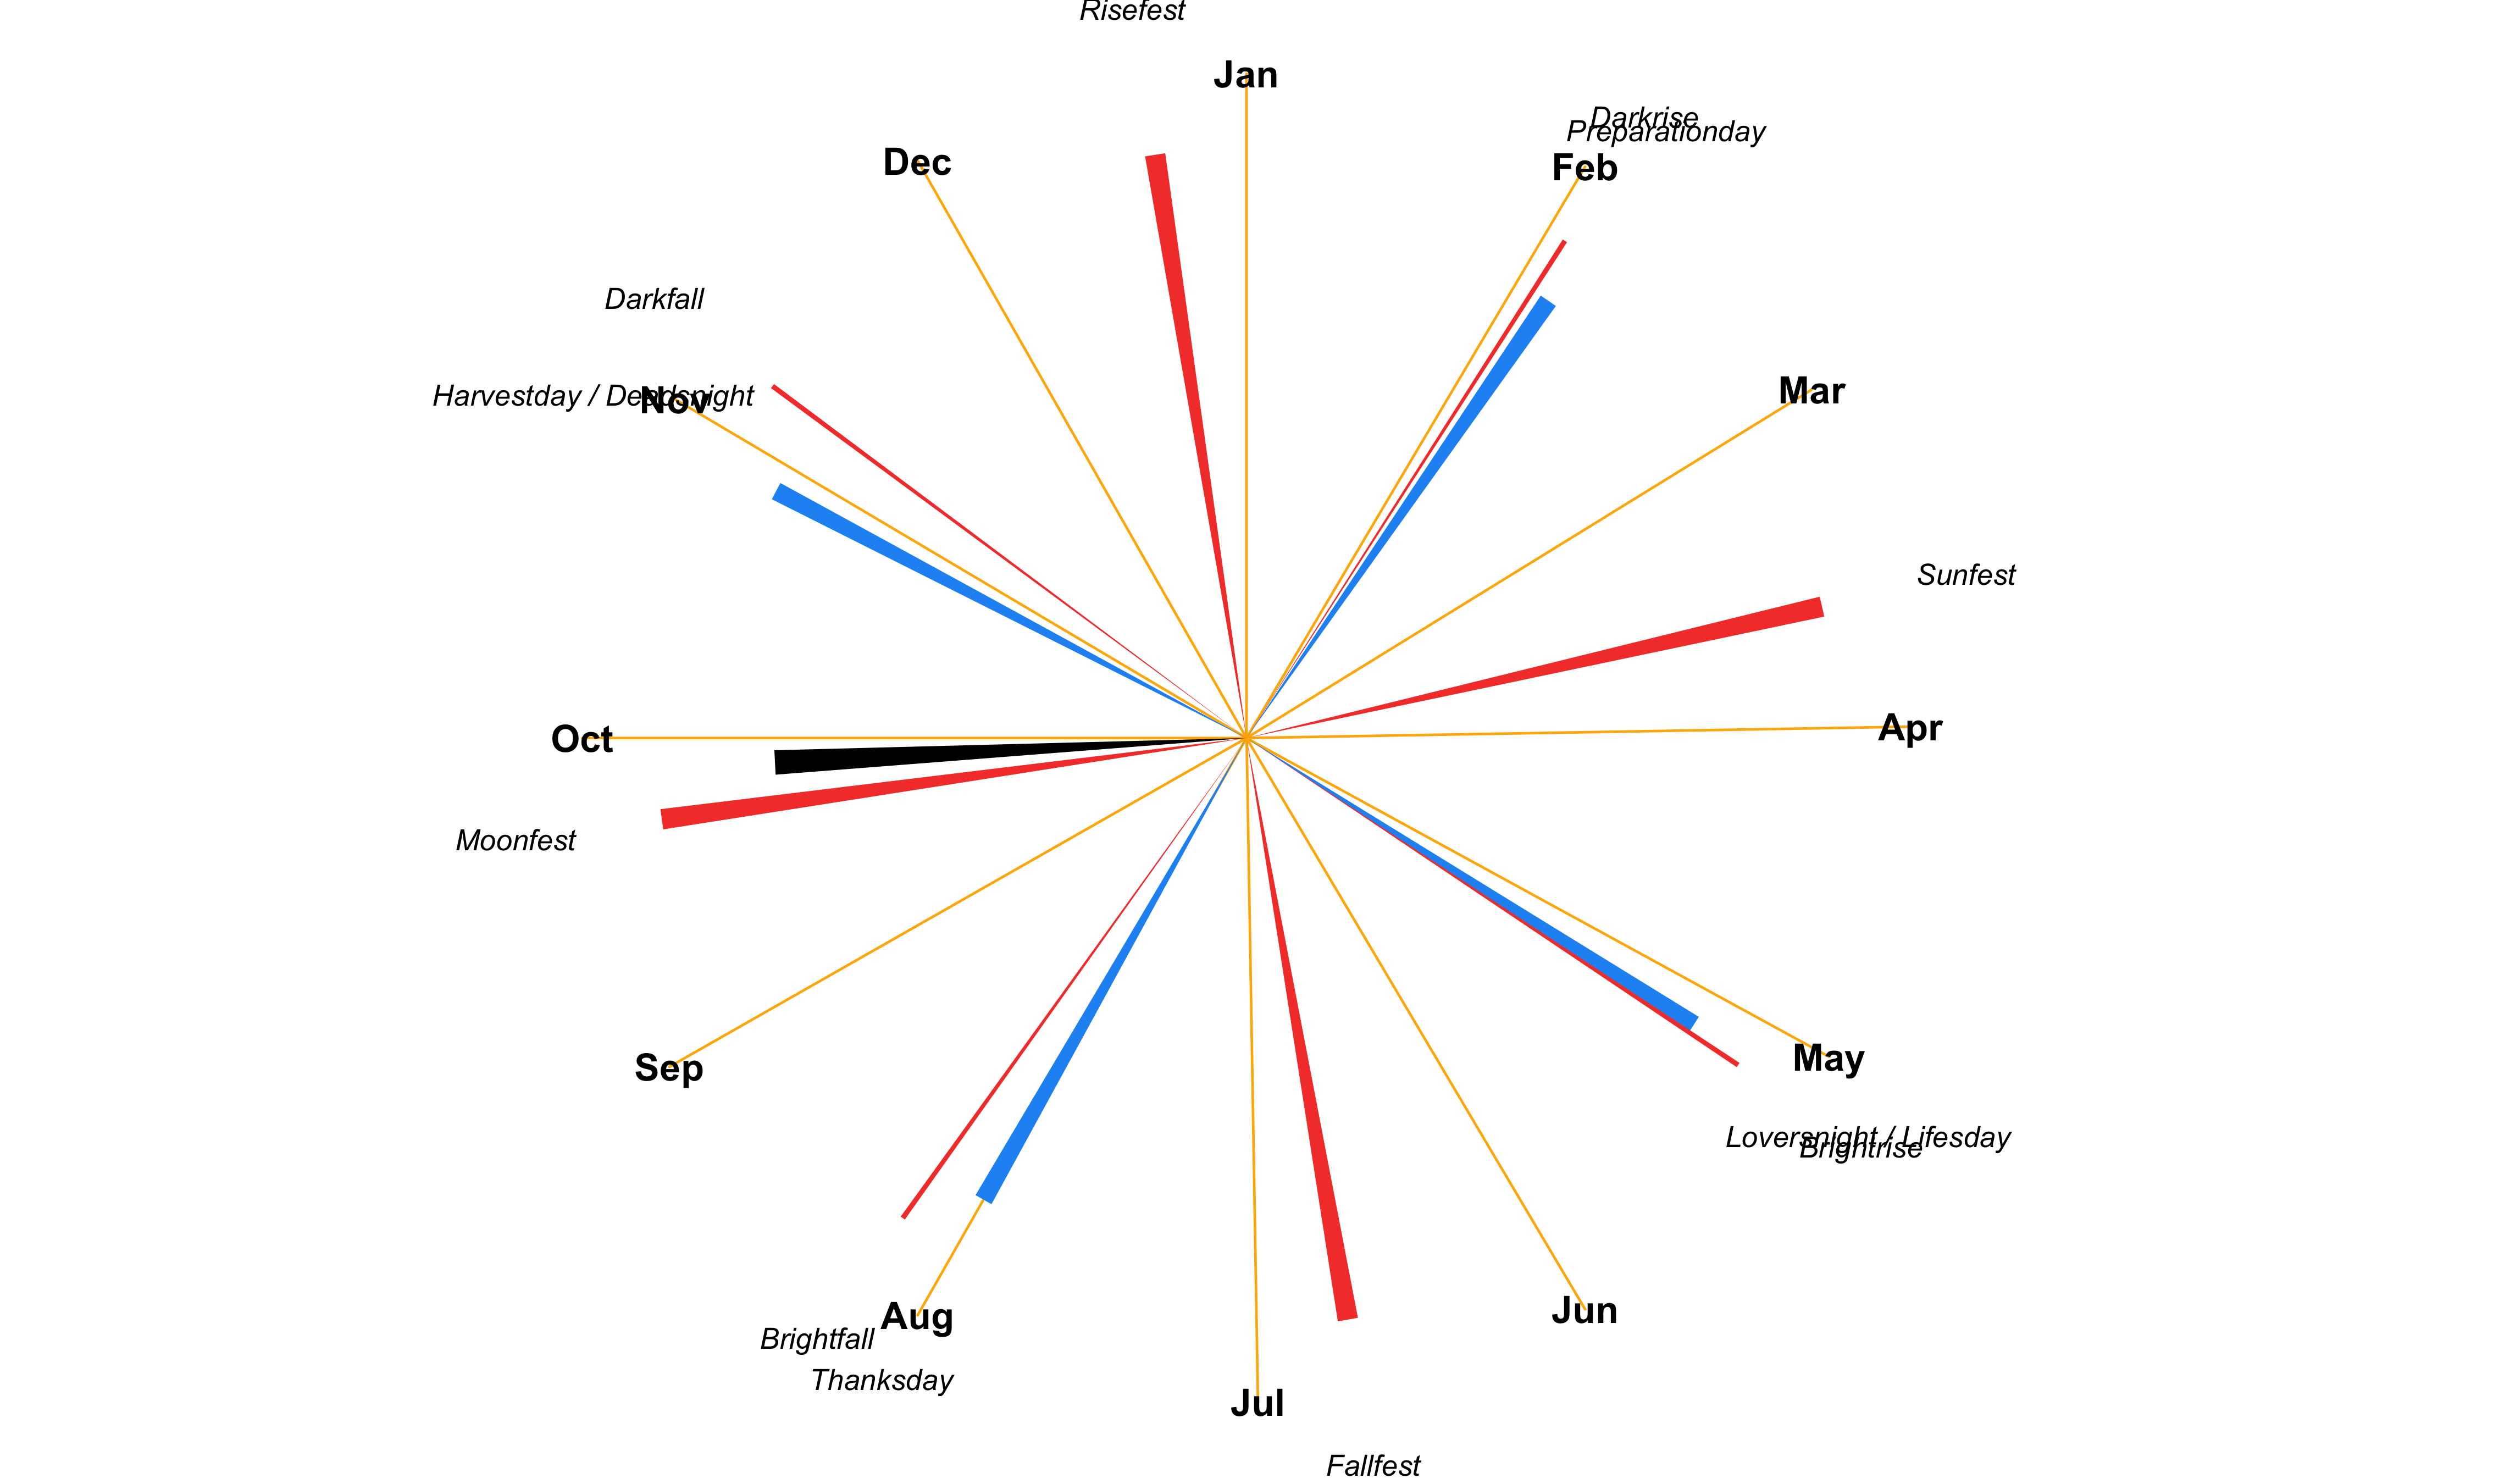 Risefest
Jan
Darkrise
Preparationday
Dec
Feb
Darkfall
Harvestday / Deadsnight
Nov
Mar
Sunfest
Oct
Apr
Moonfest
Sep
May
Loversnight / Lifesday
Brightrise
Aug
Jun
Brightfall
Thanksday
Jul
Fallfest